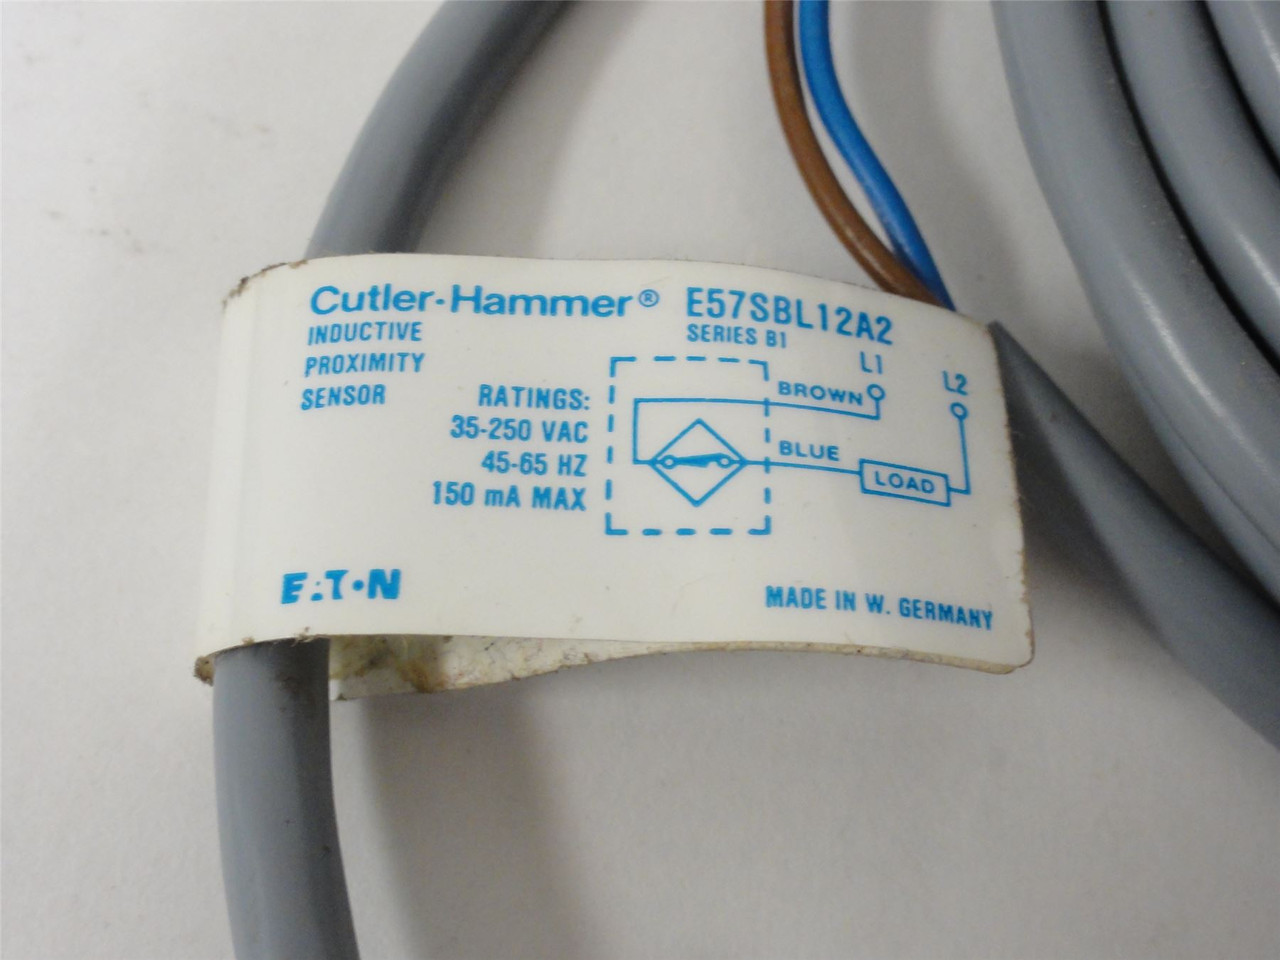 Cutler-Hammer® E57SBL12A2
SERIES B1
INDUCTIVE
PROXIMITY
SENSOR
RATINGS:
35-250 VAC
45-65 HZ
150 mA MAX
L1
L2
BROWN
BLUE
LOAD
EATON
MADE IN W. GERMANY